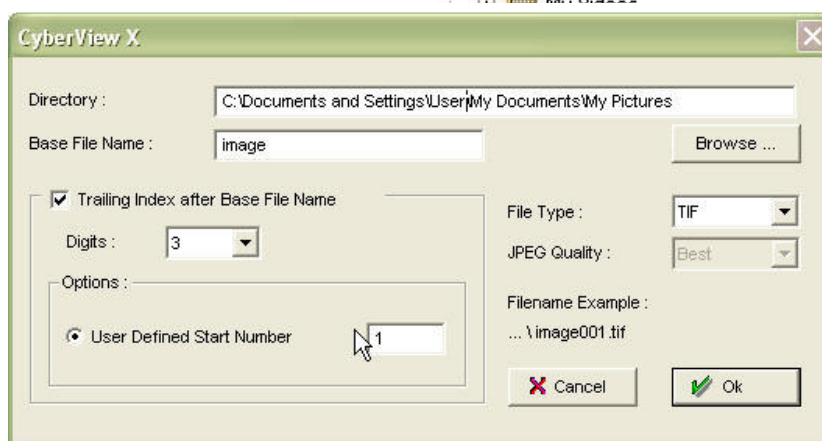 CyberView X
Directory :
C:\Documents and Settings\User\My Documents\My Pictures
Base File Name :
image
Browse ...
Trailing Index after Base File Name
Digits :
3
Options :
User Defined Start Number
1
File Type :
TIF
JPEG Quality :
Best
Filename Example :
... \image001.tif
Cancel
Ok